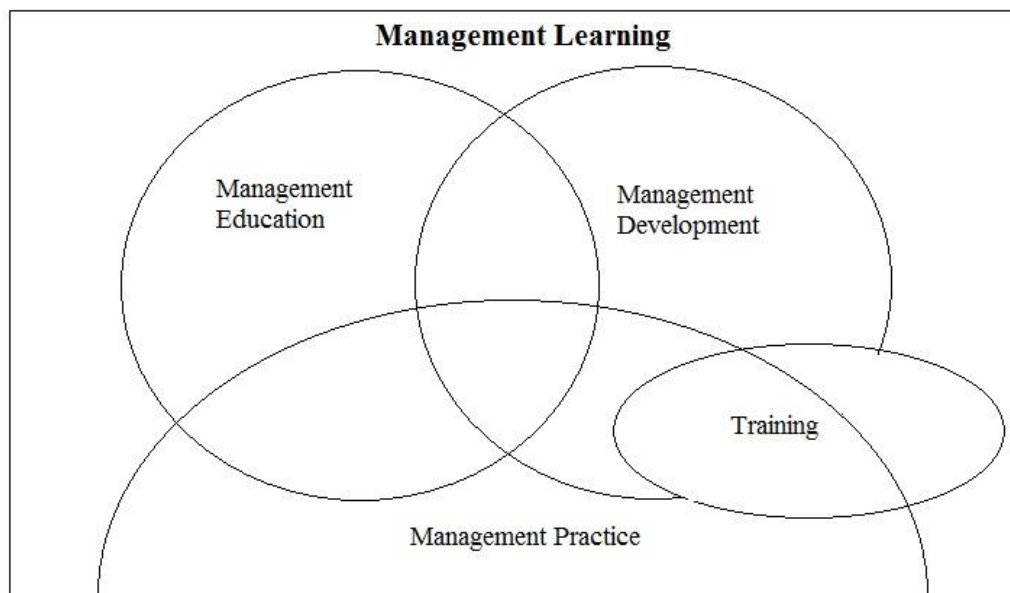 Management Learning
Management
Education
Management
Development
Training
Management Practice